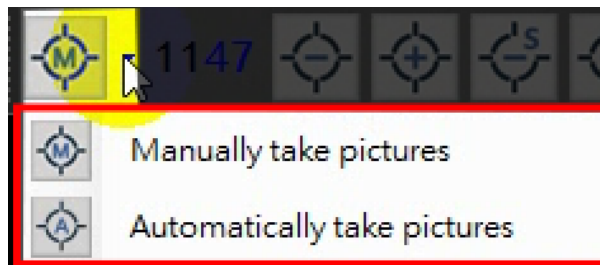 M 1147 S
M Manually take pictures
A Automatically take pictures